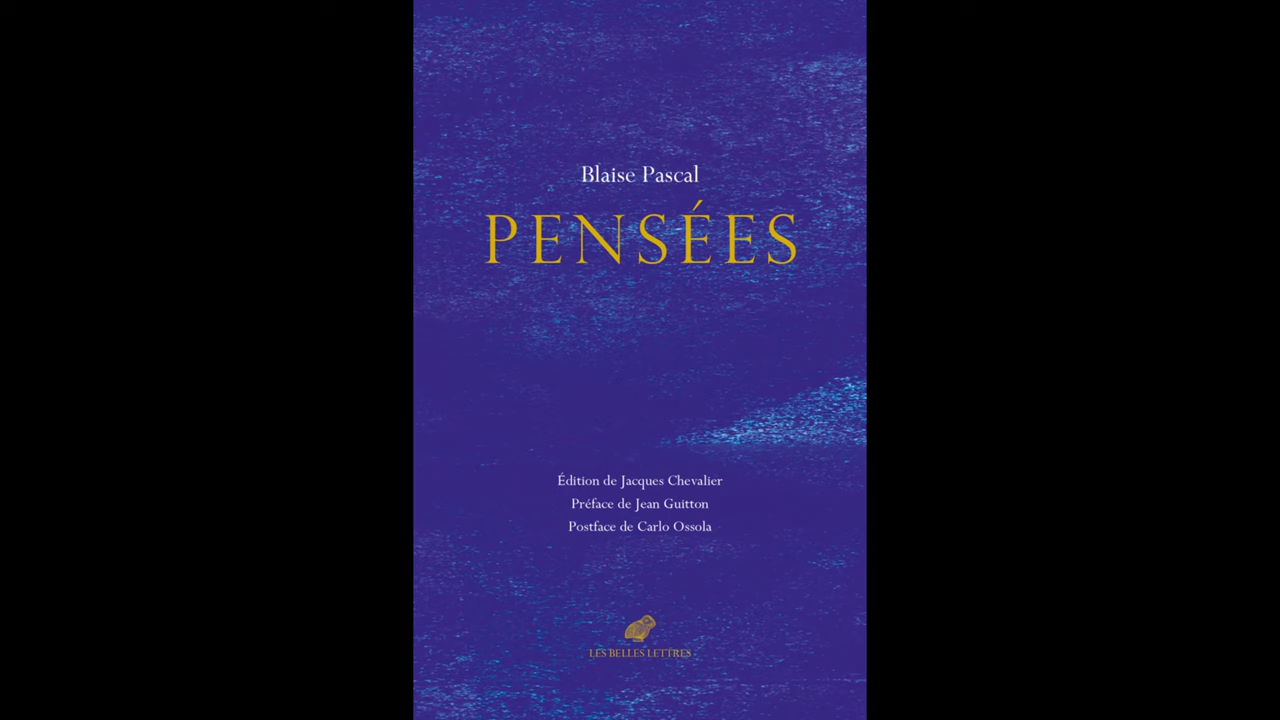 Blaise Pascal
PENSÉES
Édition de Jacques Chevalier
Préface de Jean Guitton
Postface de Carlo Ossola
LES BELLES LETTRES